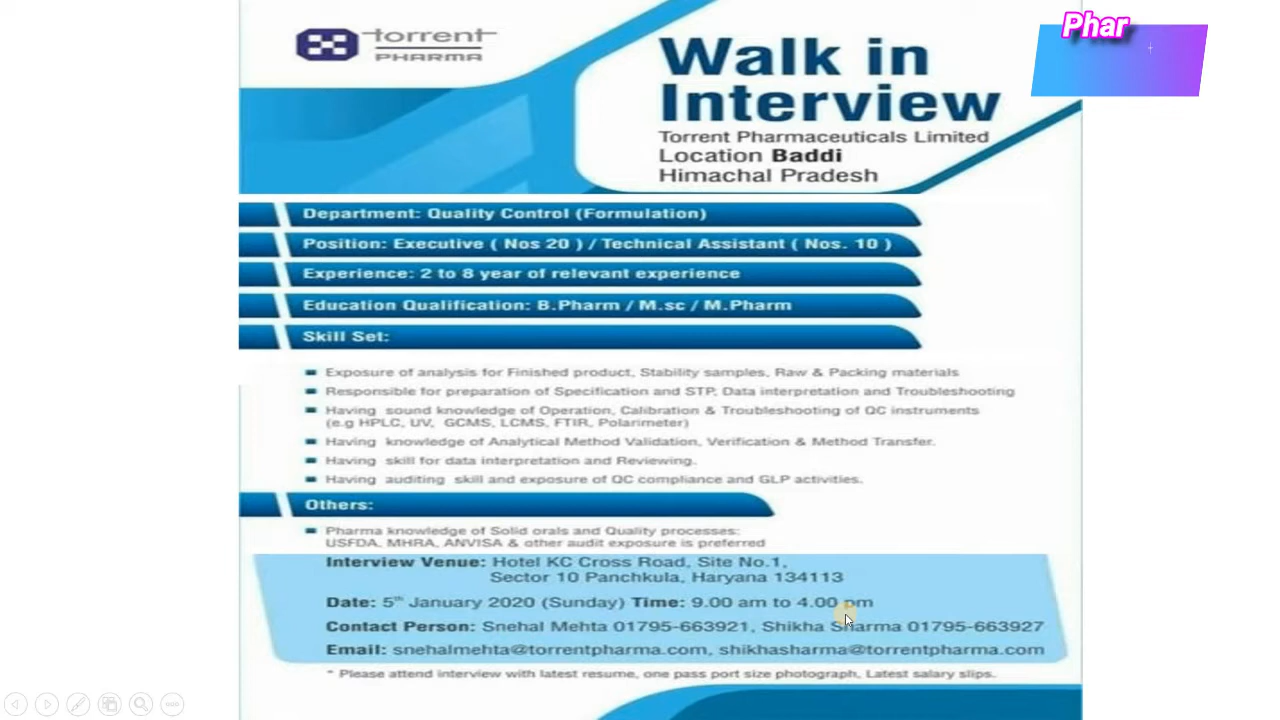 torrent
PHARMA
Phar
Walk in
Interview
Torrent Pharmaceuticals Limited
Location Baddi
Himachal Pradesh
Department: Quality Control (Formulation)
Position: Executive ( Nos 20 ) / Technical Assistant ( Nos. 10 )
Experience: 2 to 8 year of relevant experience
Education Qualification: B.Pharm / M.sc / M.Pharm
Skill Set:
Exposure of analysis for Finished product, Stability samples, Raw & Packing materials
Responsible for preparation of Specification and STP, Data interpretation and Troubleshooting
Having sound knowledge of Operation, Calibration & Troubleshooting of QC instruments
(e.g HPLC, UV, GCMS, LCMS, FTIR, Polarimeter)
Having knowledge of Analytical Method Validation, Verification & Method Transfer.
Having skill for data interpretation and Reviewing.
Having auditing skill and exposure of QC compliance and GLP activities.
Others:
Pharma knowledge of Solid orals and Quality processes:
USFDA, MHRA, ANVISA & other audit exposure is preferred
Interview Venue: Hotel KC Cross Road, Site No.1,
Sector 10 Panchkula, Haryana 134113
Date: 5th January 2020 (Sunday) Time: 9.00 am to 4.00 pm
Contact Person: Snehal Mehta 01795-663921, Shikha Sharma 01795-663927
Email: snehalmehta@torrentpharma.com, shikhasharma@torrentpharma.com
* Please attend interview with latest resume, one pass port size photograph, Latest salary slips.